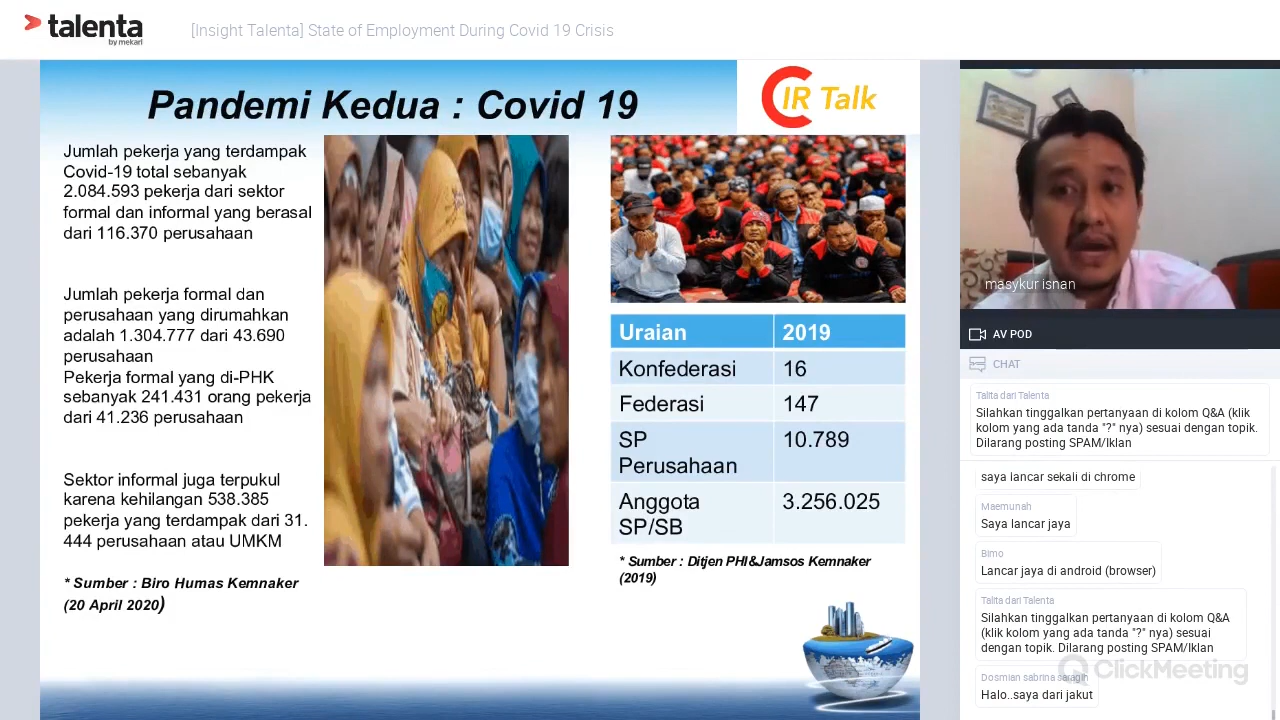 talenta
by mekari
[Insight Talenta] State of Employment During Covid 19 Crisis
Pandemi Kedua : Covid 19
CIR Talk
Jumlah pekerja yang terdampak
Covid-19 total sebanyak
2.084.593 pekerja dari sektor
formal dan informal yang berasal
dari 116.370 perusahaan
Jumlah pekerja formal dan
perusahaan yang dirumahkan
adalah 1.304.777 dari 43.690
perusahaan
Pekerja formal yang di-PHK
sebanyak 241.431 orang pekerja
dari 41.236 perusahaan
Sektor informal juga terpukul
karena kehilangan 538.385
pekerja yang terdampak dari 31.
444 perusahaan atau UMKM
* Sumber : Biro Humas Kemnaker
(20 April 2020)
Uraian 2019
Konfederasi 16
Federasi 147
SP 10.789
Perusahaan
Anggota 3.256.025
SP/SB
* Sumber : Ditjen PHI&Jamsos Kemnaker
(2019)
masykur isnan
AV POD
CHAT
Talita dari Talenta
Silahkan tinggalkan pertanyaan di kolom Q&A (klik
kolom yang ada tanda "?" nya) sesuai dengan topik.
Dilarang posting SPAM/Iklan
saya lancar sekali di chrome
Maemunah
Saya lancar jaya
Bimo
Lancar jaya di android (browser)
Talita dari Talenta
Silahkan tinggalkan pertanyaan di kolom Q&A
(klik kolom yang ada tanda "?" nya) sesuai
dengan topik. Dilarang posting SPAM/Iklan
ClickMeeting
Dosmian sabrina saragih
Halo..saya dari jakut